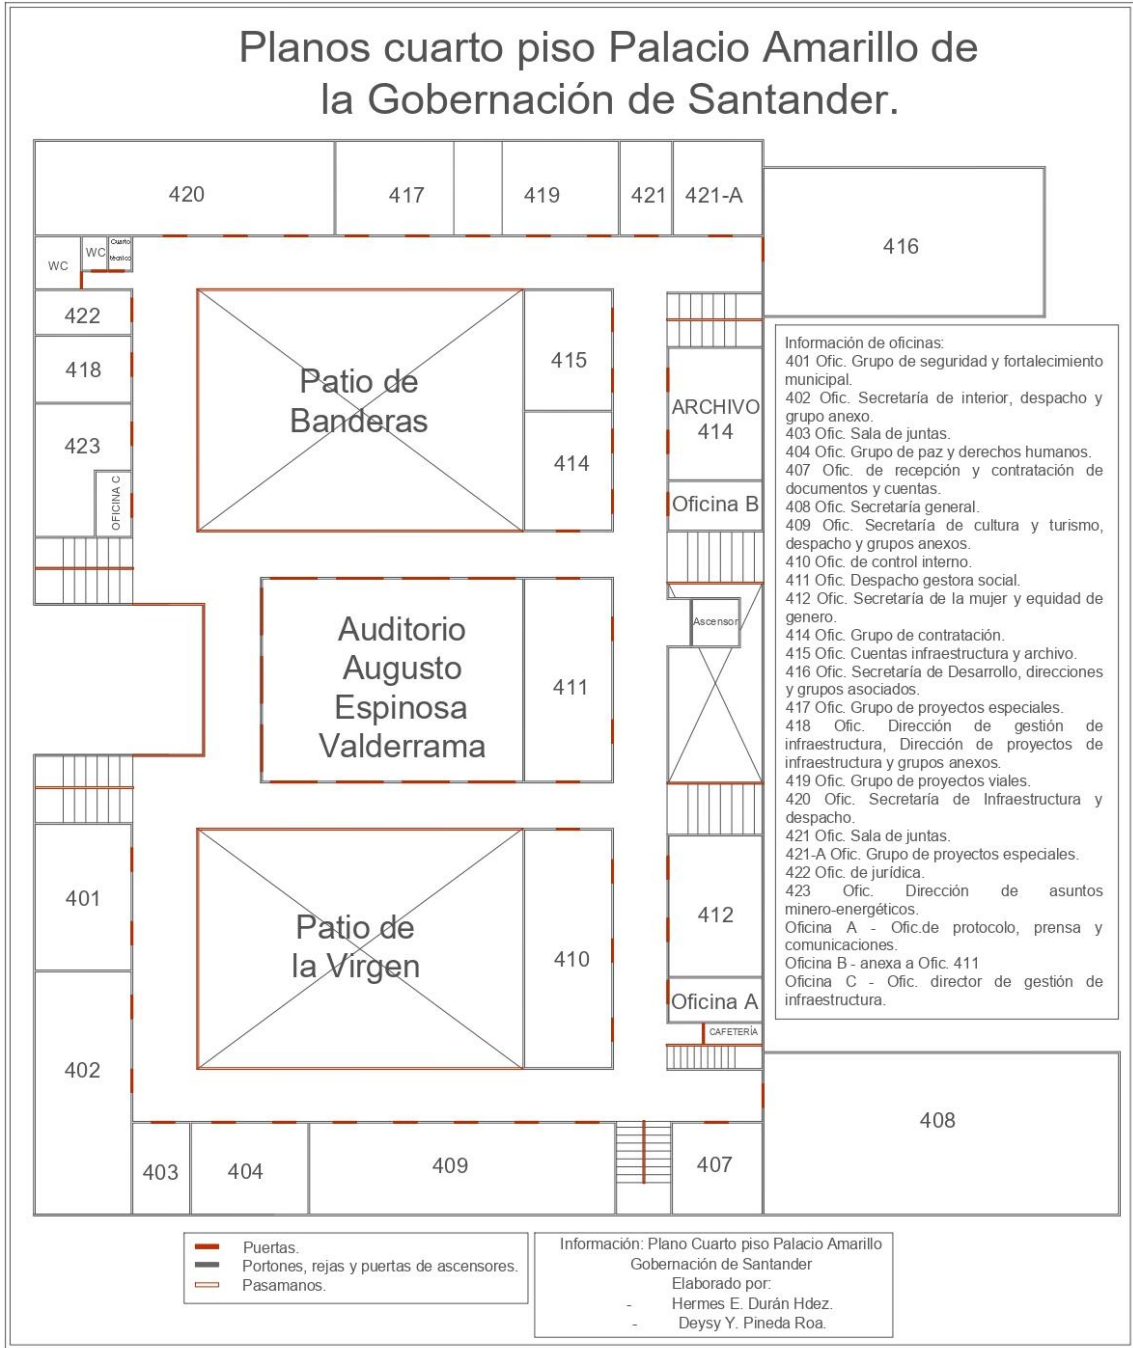 Planos cuarto piso Palacio Amarillo de
la Gobernación de Santander.
420
417
419
421
421-A
416
WC
WC
Cuarto
técnico
422
418
423
OFICINA C
Patio de
Banderas
415
414
ARCHIVO
414
Oficina B
Ascensor
Auditorio
Augusto
Espinosa
Valderrama
411
401
402
Patio de
la Virgen
410
412
Oficina A
CAFETERÍA
403
404
409
407
408
Información de oficinas:
401 Ofic. Grupo de seguridad y fortalecimiento
municipal.
402 Ofic. Secretaría de interior, despacho y
grupo anexo.
403 Ofic. Sala de juntas.
404 Ofic. Grupo de paz y derechos humanos.
407 Ofic. de recepción y contratación de
documentos y cuentas.
408 Ofic. Secretaría general.
409 Ofic. Secretaría de cultura y turismo,
despacho y grupos anexos.
410 Ofic. de control interno.
411 Ofic. Despacho gestora social.
412 Ofic. Secretaría de la mujer y equidad de
genero.
414 Ofic. Grupo de contratación.
415 Ofic. Cuentas infraestructura y archivo.
416 Ofic. Secretaría de Desarrollo, direcciones
y grupos asociados.
417 Ofic. Grupo de proyectos especiales.
418 Ofic. Dirección de gestión de
infraestructura, Dirección de proyectos de
infraestructura y grupos anexos.
419 Ofic. Grupo de proyectos viales.
420 Ofic. Secretaría de Infraestructura y
despacho.
421 Ofic. Sala de juntas.
421-A Ofic. Grupo de proyectos especiales.
422 Ofic. de jurídica.
423 Ofic. Dirección de asuntos
minero-energéticos.
Oficina A - Ofic.de protocolo, prensa y
comunicaciones.
Oficina B - anexa a Ofic. 411
Oficina C - Ofic. director de gestión de
infraestructura.
Puertas.
Portones, rejas y puertas de ascensores.
Pasamanos.
Información: Plano Cuarto piso Palacio Amarillo
Gobernación de Santander
Elaborado por:
- Hermes E. Durán Hdez.
- Deysy Y. Pineda Roa.